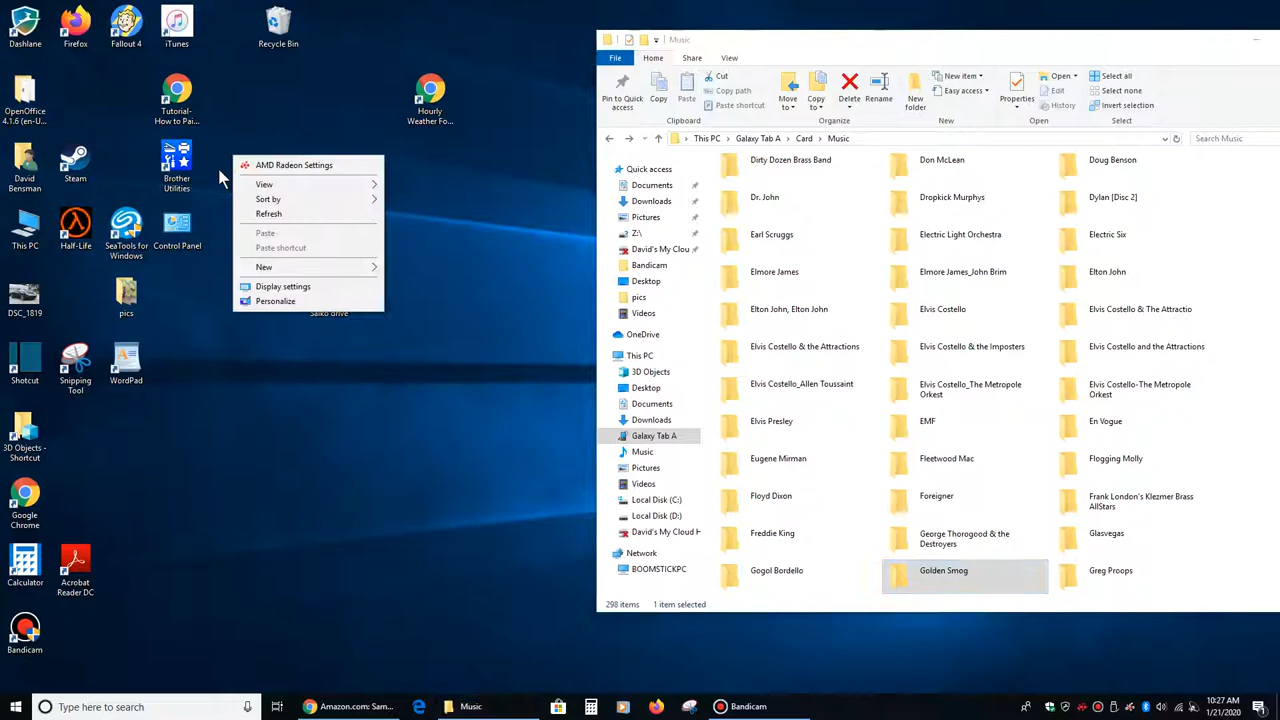 Dashlane
Firefox
Fallout 4
iTunes
Recycle Bin
OpenOffice
4.1.6 (en-U...
Tutorial-
How to Pai...
Hourly
Weather Fo...
David
Bensman
Steam
Brother
Utilities
This PC
Half-Life
SeaTools for
Windows
Control Panel
DSC_1819
pics
Saiko drive
Shotcut
Snipping
Tool
WordPad
3D Objects -
Shortcut
Google
Chrome
Calculator
Acrobat
Reader DC
Bandicam
AMD Radeon Settings
View
Sort by
Refresh
Paste
Paste shortcut
New
Display settings
Personalize
Music
File
Home
Share
View
Pin to Quick
access
Copy
Paste
Cut
Copy path
Paste shortcut
Clipboard
Move
to
Copy
to
Delete
Rename
Organize
New
folder
New item
Easy access
New
Properties
Open
Edit
History
Open
Select all
Select none
Invert selection
Select
This PC
Galaxy Tab A
Card
Music
Search Music
Quick access
Documents
Downloads
Pictures
Z:\
David's My Clou
Bandicam
Desktop
pics
Videos
OneDrive
This PC
3D Objects
Desktop
Documents
Downloads
Galaxy Tab A
Music
Pictures
Videos
Local Disk (C:)
Local Disk (D:)
David's My Cloud H
Network
BOOMSTICKPC
Dirty Dozen Brass Band
Don McLean
Doug Benson
Dr. John
Dropkick Murphys
Dylan [Disc 2]
Earl Scruggs
Electric Light Orchestra
Electric Six
Elmore James
Elmore James_John Brim
Elton John
Elton John, Elton John
Elvis Costello
Elvis Costello & The Attractio
Elvis Costello & the Attractions
Elvis Costello & the Imposters
Elvis Costello and the Attractions
Elvis Costello_Allen Toussaint
Elvis Costello_The Metropole
Orkest
Elvis Costello-The Metropole
Orkest
Elvis Presley
EMF
En Vogue
Eugene Mirman
Fleetwood Mac
Flogging Molly
Floyd Dixon
Foreigner
Frank London's Klezmer Brass
AllStars
Freddie King
George Thorogood & the
Destroyers
Glasvegas
Gogol Bordello
Golden Smog
Greg Proops
298 items
1 item selected
Type here to search
Amazon.com: Sam...
Music
Bandicam
10:27 AM
1/21/2020